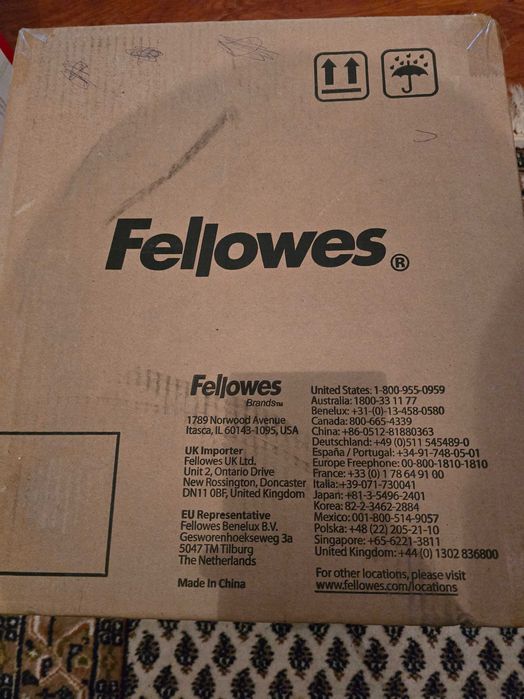 Fellowes®
Fellowes
Brands™
1789 Norwood Avenue
Itasca, IL 60143-1095, USA
UK Importer
Fellowes UK Ltd.
Unit 2, Ontario Drive
New Rossington, Doncaster
DN11 0BF, United Kingdom
EU Representative
Fellowes Benelux B.V.
Gesworenhoekseweg 3a
5047 TM Tilburg
The Netherlands
Made In China
United States: 1-800-955-0959
Australia: 1800-33 11 77
Benelux: +31-(0)-13-458-0580
Canada: 800-665-4339
China: +86-0512-81880363
Deutschland: +49 (0)511 545489-0
España / Portugal: +34-91-748-05-01
Europe Freephone: 00-800-1810-1810
France: +33 (0) 1 78 64 91 00
Italia: +39-071-730041
Japan: +81-3-5496-2401
Korea: 82-2-3462-2884
Mexico: 001-800-514-9057
Polska: +48 (22) 205-21-10
Singapore: +65-6221-3811
United Kingdom: +44 (0) 1302 836800
For other locations, please visit
www.fellowes.com/locations